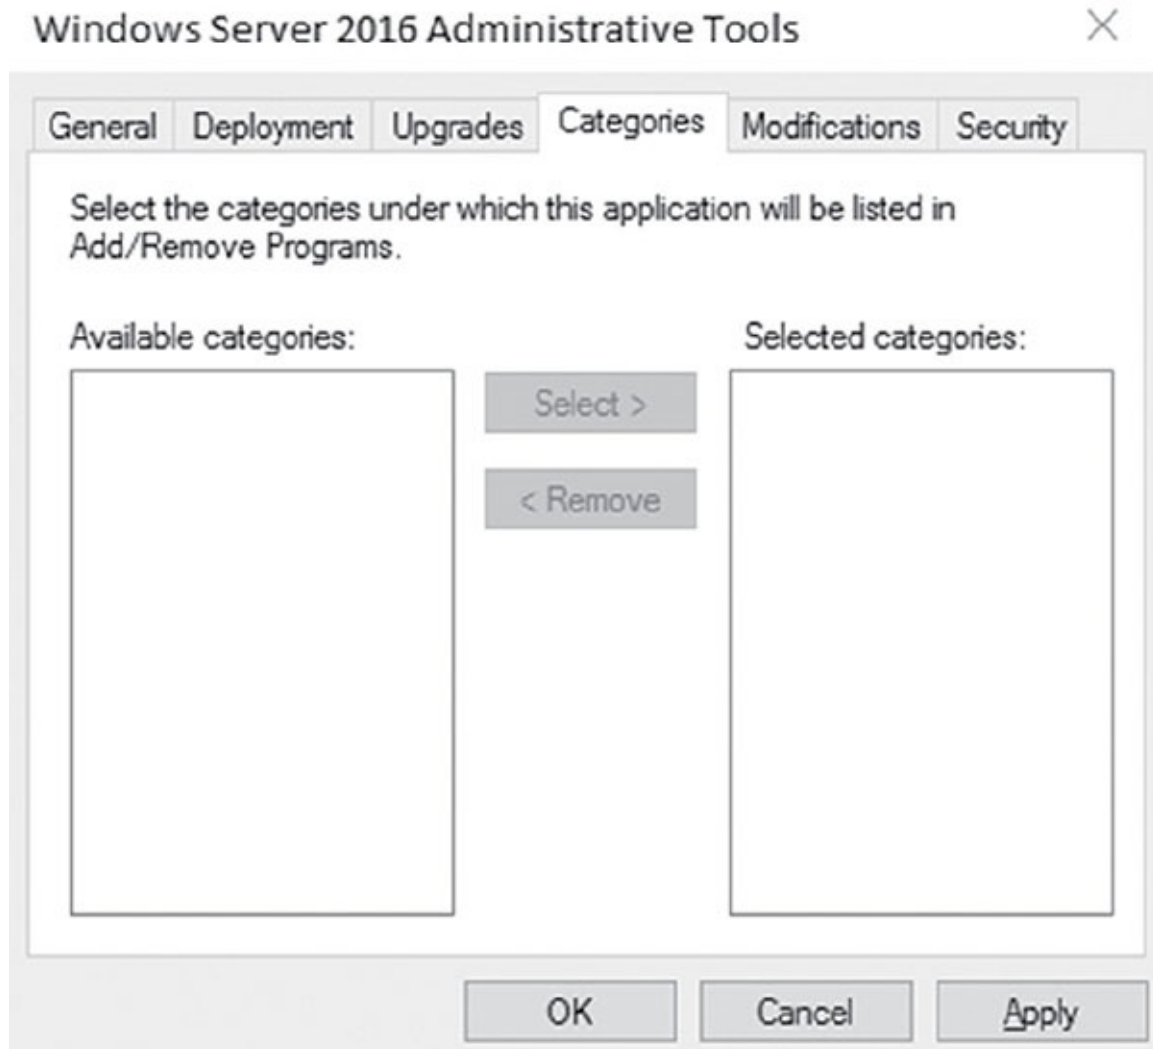 Windows Server 2016 Administrative Tools
General Deployment Upgrades Categories Modifications Security
Select the categories under which this application will be listed in
Add/Remove Programs.
Available categories:
Selected categories:
Select >
< Remove
OK Cancel Apply